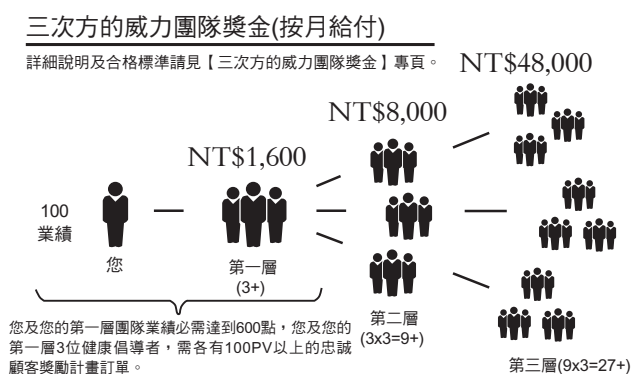 三次方的威力團隊獎金(按月給付)
詳細說明及合格標準請見【三次方的威力團隊獎金】專頁。
NT$48,000
NT$8,000
NT$1,600
100
業績
您
第一層
(3+)
您及您的第一層團隊業績必需達到600點，您及您的
第一層3位健康倡導者，需各有100PV以上的忠誠
顧客獎勵計畫訂單。
第二層
(3x3=9+)
第三層(9x3=27+)